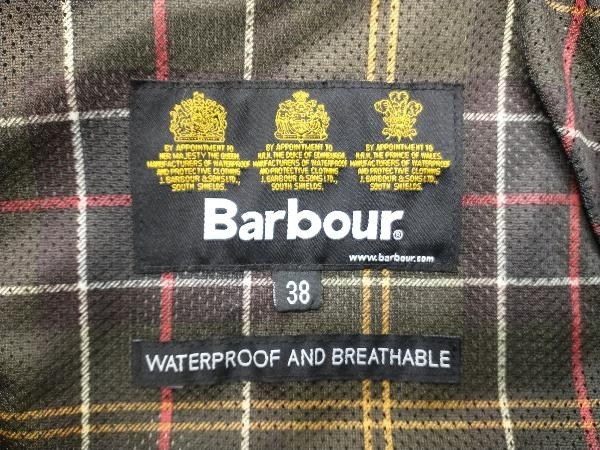 BY APPOINTMENT TO
HER MAJESTY THE QUEEN
MANUFACTURERS OF WATERPROOF
AND PROTECTIVE CLOTHING
J. BARBOUR & SONS LTD.,
SOUTH SHIELDS
BY APPOINTMENT TO
H.R.H. THE DUKE OF EDINBURGH,
MANUFACTURERS OF WATERPROOF
AND PROTECTIVE CLOTHING
J. BARBOUR & SONS LTD.,
SOUTH SHIELDS
BY APPOINTMENT TO
H.R.H. THE PRINCE OF WALES,
MANUFACTURERS OF WATERPROOF
AND PROTECTIVE CLOTHING
J. BARBOUR & SONS LTD.,
SOUTH SHIELDS
Barbour®
www.barbour.com
38
WATERPROOF AND BREATHABLE